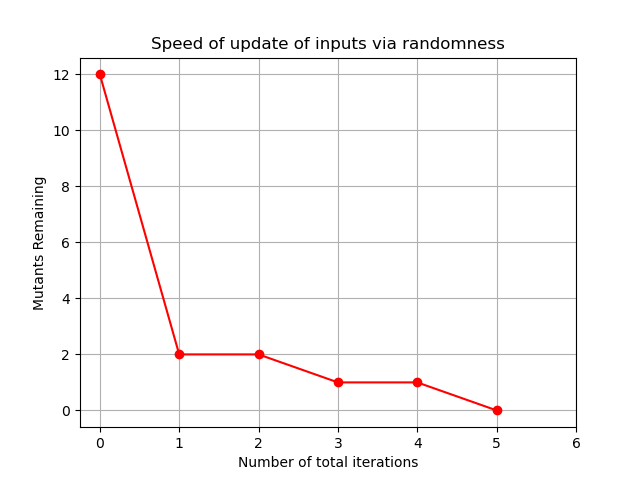 Speed of update of inputs via randomness
12
10
8
6
4
2
0
Mutants Remaining
0 1 2 3 4 5 6
Number of total iterations